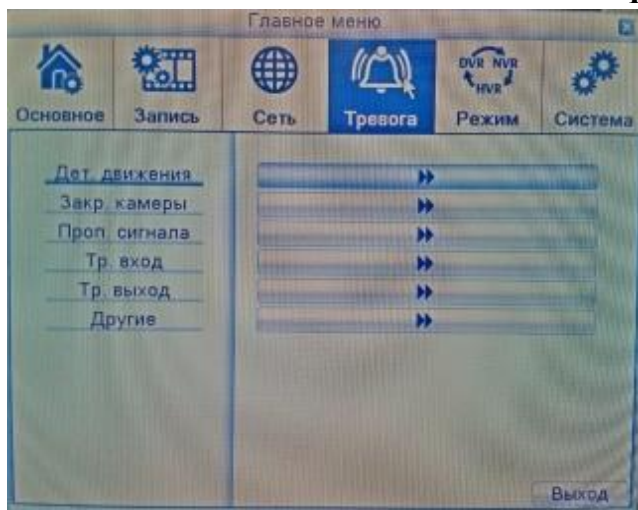 Главное меню
DVR NVR
HVR
Основное Запись Сеть Тревога Режим Система
Дет. движения
Закр. камеры
Проп. сигнала
Тр. вход
Тр. выход
Другие
Выход